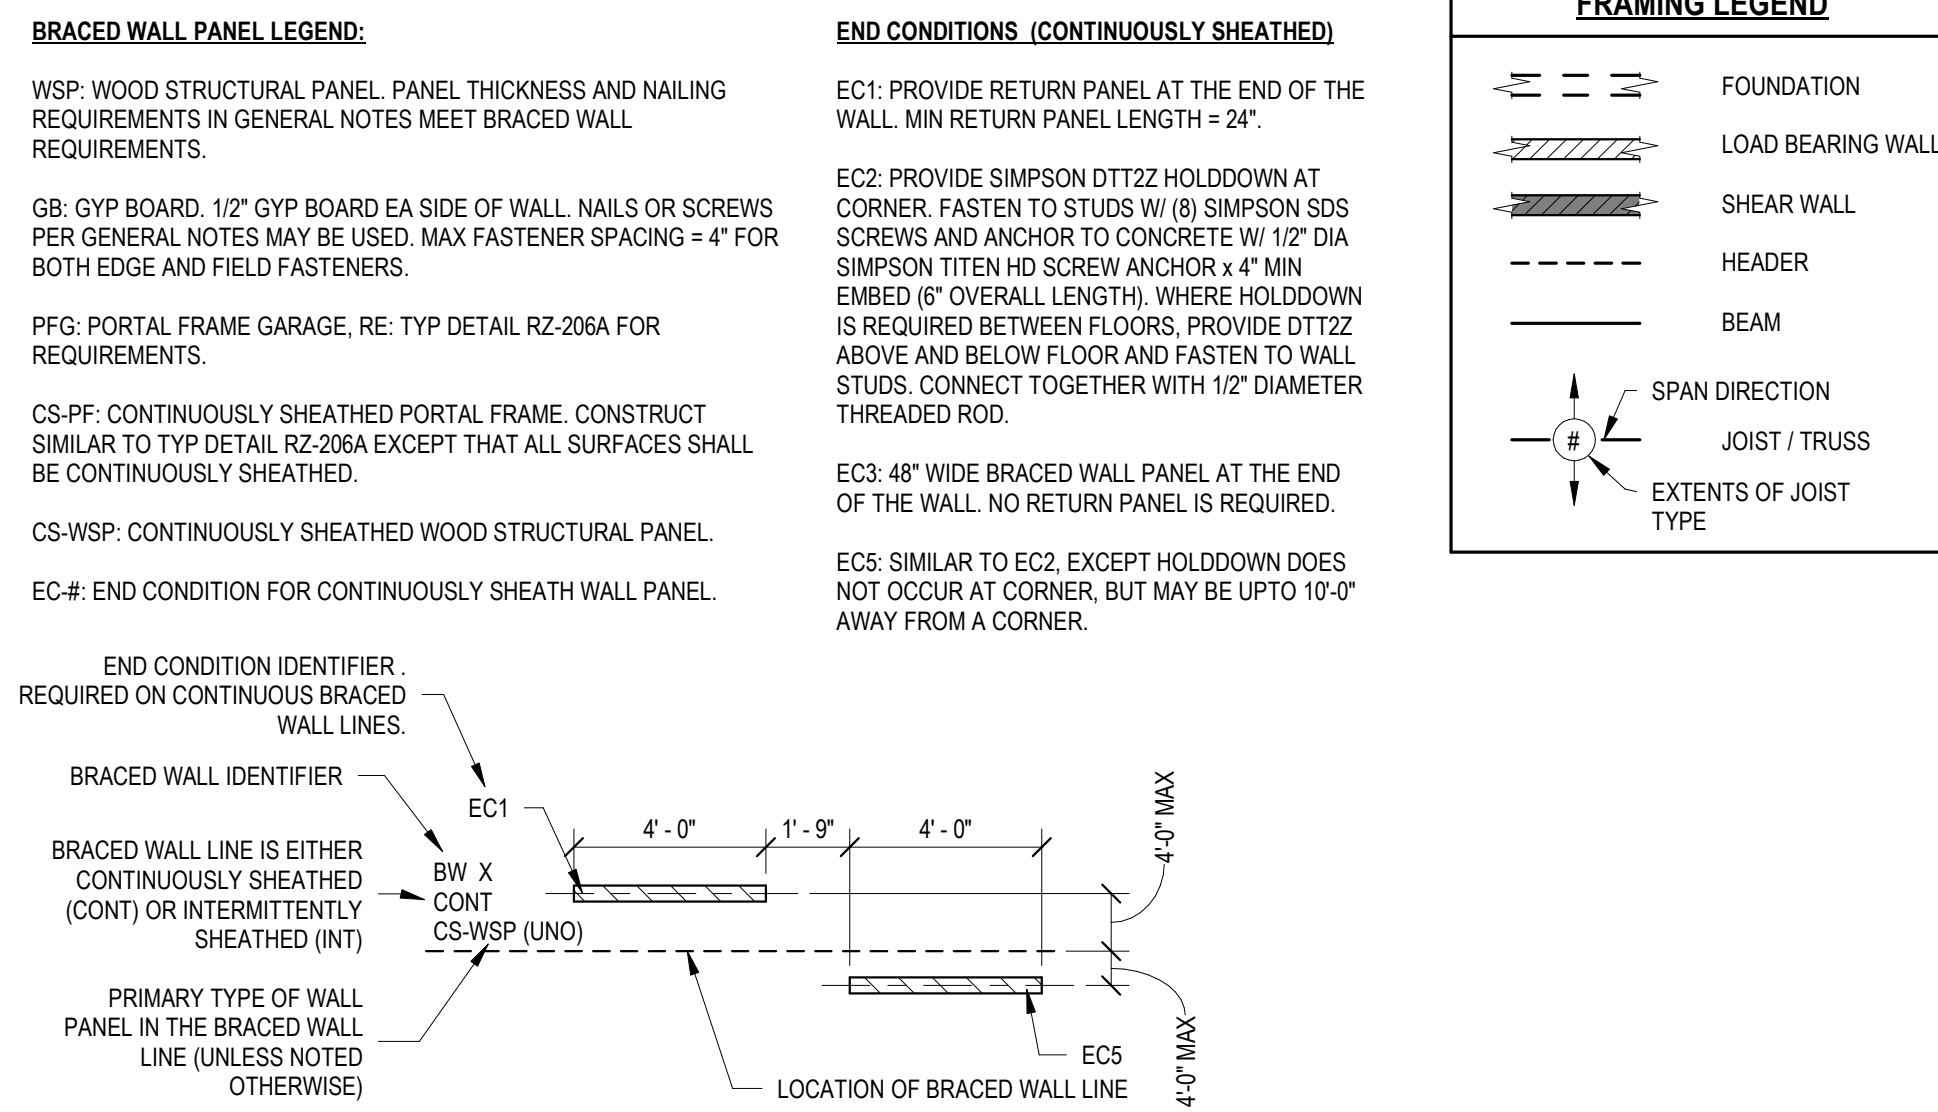 BRACED WALL PANEL LEGEND:
WSP: WOOD STRUCTURAL PANEL. PANEL THICKNESS AND NAILING
REQUIREMENTS IN GENERAL NOTES MEET BRACED WALL
REQUIREMENTS.
GB: GYP BOARD. 1/2" GYP BOARD EA SIDE OF WALL. NAILS OR SCREWS
PER GENERAL NOTES MAY BE USED. MAX FASTENER SPACING = 4" FOR
BOTH EDGE AND FIELD FASTENERS.
PFG: PORTAL FRAME GARAGE, RE: TYP DETAIL RZ-206A FOR
REQUIREMENTS.
CS-PF: CONTINUOUSLY SHEATHED PORTAL FRAME. CONSTRUCT
SIMILAR TO TYP DETAIL RZ-206A EXCEPT THAT ALL SURFACES SHALL
BE CONTINUOUSLY SHEATHED.
CS-WSP: CONTINUOUSLY SHEATHED WOOD STRUCTURAL PANEL.
EC-#: END CONDITION FOR CONTINUOUSLY SHEATH WALL PANEL.
END CONDITIONS (CONTINUOUSLY SHEATHED)
EC1: PROVIDE RETURN PANEL AT THE END OF THE
WALL. MIN RETURN PANEL LENGTH = 24".
EC2: PROVIDE SIMPSON DTT2Z HOLDDOWN AT
CORNER. FASTEN TO STUDS W/ (8) SIMPSON SDS
SCREWS AND ANCHOR TO CONCRETE W/ 1/2" DIA
SIMPSON TITEN HD SCREW ANCHOR x 4" MIN
EMBED (6" OVERALL LENGTH). WHERE HOLDDOWN
IS REQUIRED BETWEEN FLOORS, PROVIDE DTT2Z
ABOVE AND BELOW FLOOR AND FASTEN TO WALL
STUDS. CONNECT TOGETHER WITH 1/2" DIAMETER
THREADED ROD.
EC3: 48" WIDE BRACED WALL PANEL AT THE END
OF THE WALL. NO RETURN PANEL IS REQUIRED.
EC5: SIMILAR TO EC2, EXCEPT HOLDDOWN DOES
NOT OCCUR AT CORNER, BUT MAY BE UPTO 10'-0"
AWAY FROM A CORNER.
FRAMING LEGEND
FOUNDATION
LOAD BEARING WALL
SHEAR WALL
HEADER
BEAM
SPAN DIRECTION
#
JOIST / TRUSS
EXTENTS OF JOIST
TYPE
END CONDITION IDENTIFIER .
REQUIRED ON CONTINUOUS BRACED
WALL LINES.
BRACED WALL IDENTIFIER
BRACED WALL LINE IS EITHER
CONTINUOUSLY SHEATHED
(CONT) OR INTERMITTENTLY
SHEATHED (INT)
PRIMARY TYPE OF WALL
PANEL IN THE BRACED WALL
LINE (UNLESS NOTED
OTHERWISE)
EC1
BW X
CONT
CS-WSP (UNO)
4' - 0"
1' - 9"
4' - 0"
4'-0" MAX
4'-0" MAX
EC5
LOCATION OF BRACED WALL LINE